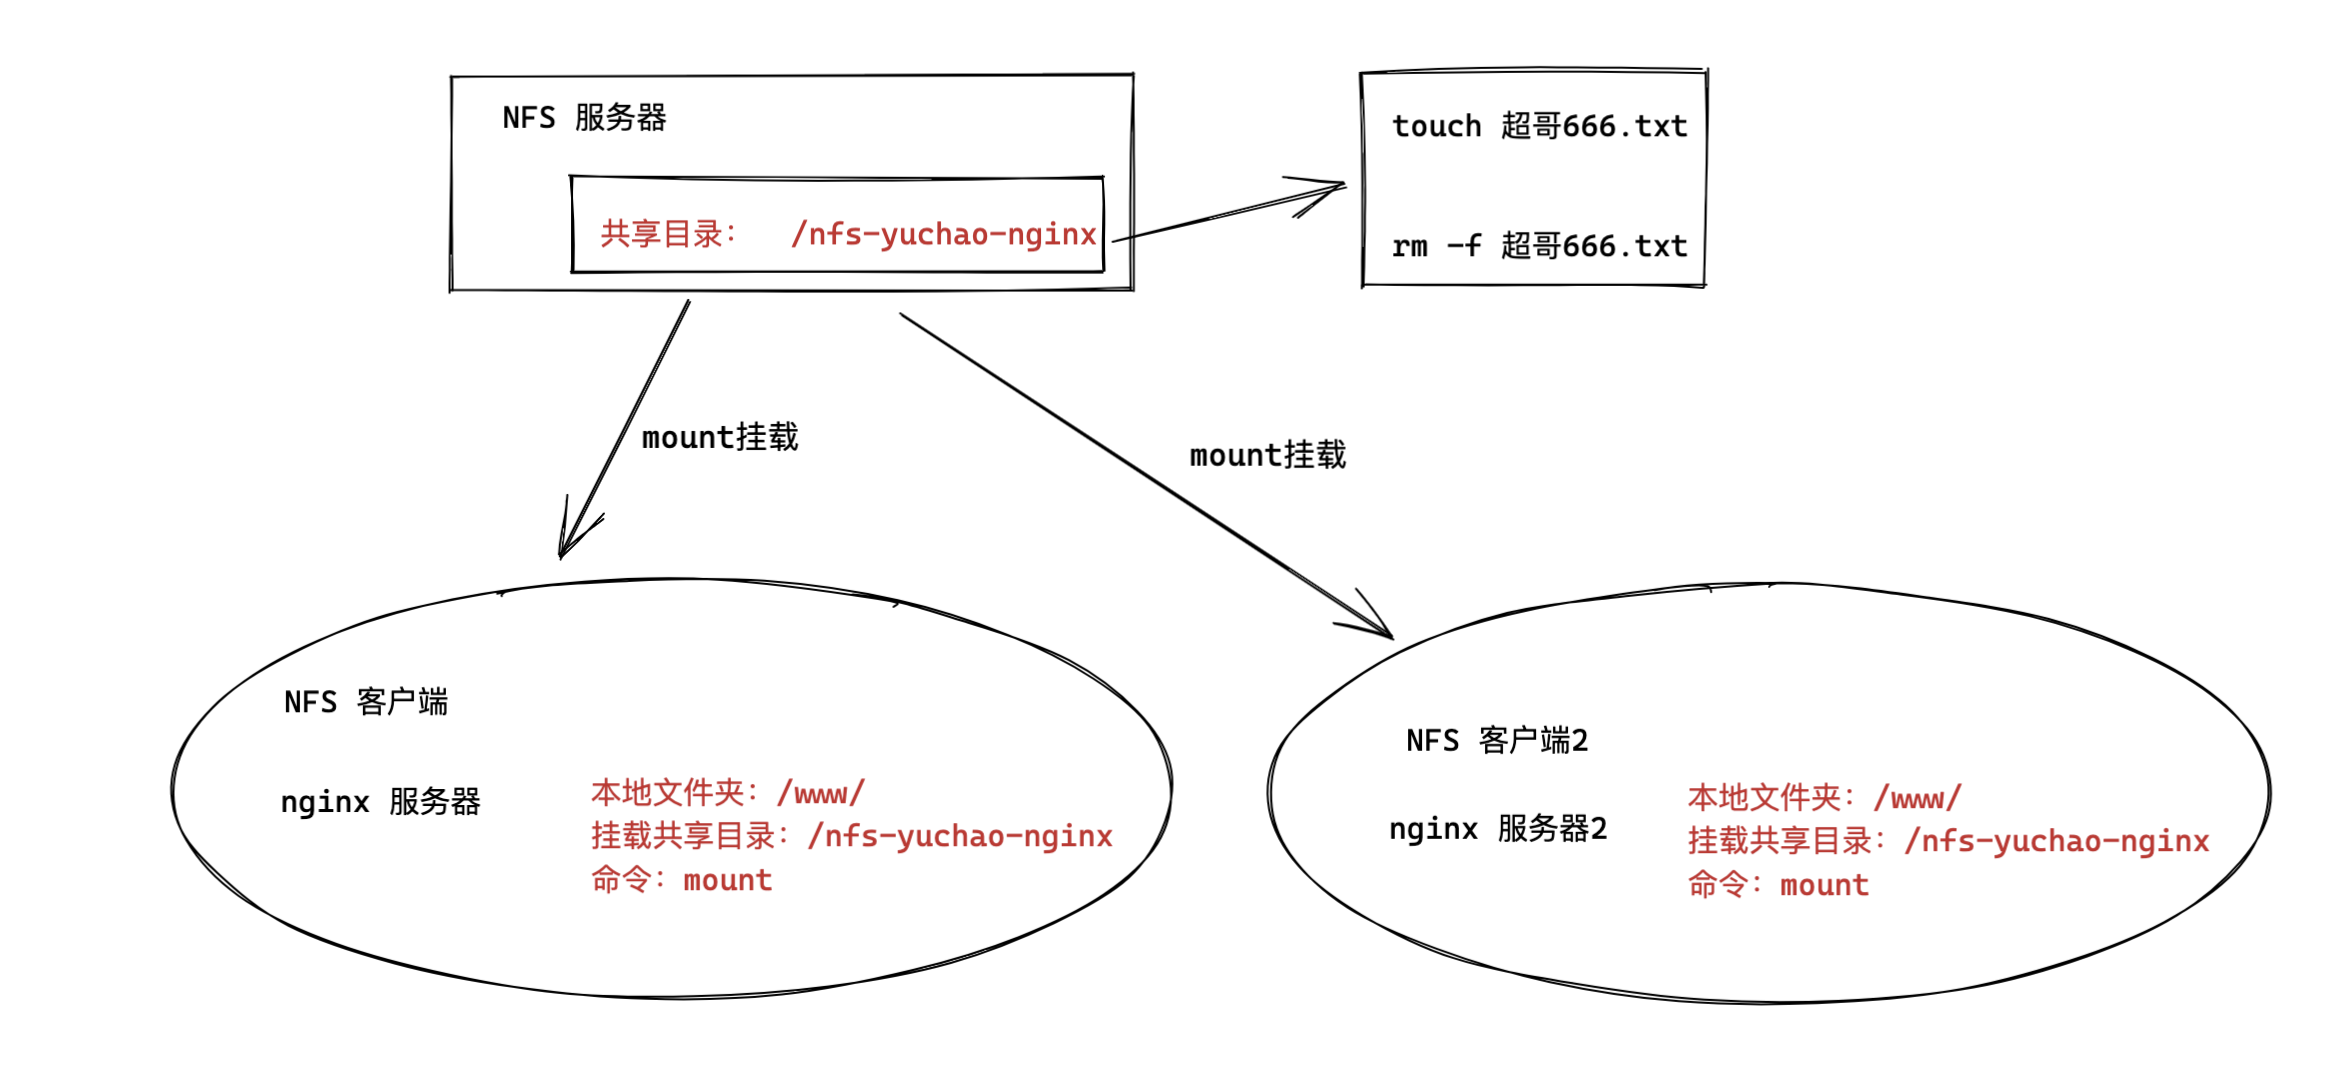 NFS 服务器
共享目录： /nfs-yuchao-nginx
touch 超哥666.txt
rm -f 超哥666.txt
mount挂载
mount挂载
NFS 客户端
nginx 服务器
本地文件夹：/www/
挂载共享目录：/nfs-yuchao-nginx
命令：mount
NFS 客户端2
nginx 服务器2
本地文件夹：/www/
挂载共享目录：/nfs-yuchao-nginx
命令：mount